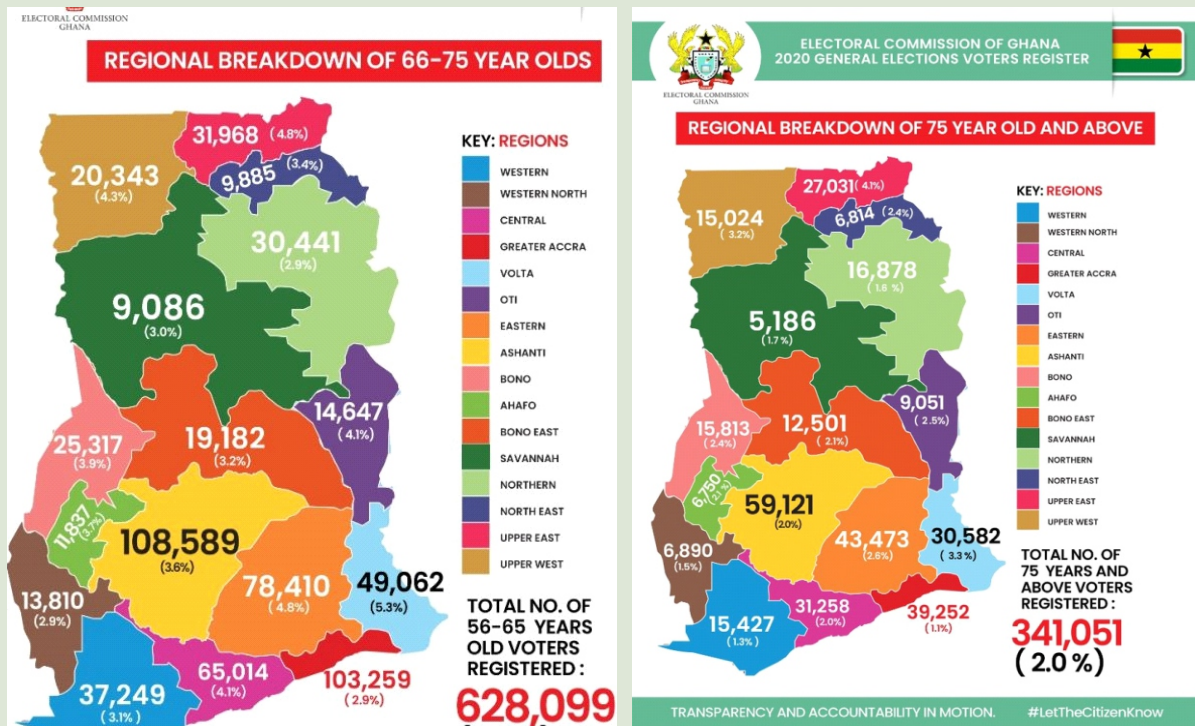 ELECTORAL COMMISSION
GHANA
REGIONAL BREAKDOWN OF 66-75 YEAR OLDS
31,968 (4.8%)
20,343
(4.3%)
9,885 (3.4%)
30,441
(2.9%)
9,086
(3.0%)
14,647
(4.1%)
25,317
(3.9%)
19,182
(3.2%)
11,837
(3.7%)
108,589
(3.6%)
78,410
(4.8%)
49,062
(5.3%)
13,810
(2.9%)
37,249
(3.1%)
65,014
(4.1%)
103,259
(2.9%)
KEY: REGIONS
WESTERN
WESTERN NORTH
CENTRAL
GREATER ACCRA
VOLTA
OTI
EASTERN
ASHANTI
BONO
AHAFO
BONO EAST
SAVANNAH
NORTHERN
NORTH EAST
UPPER EAST
UPPER WEST
TOTAL NO. OF
56-65 YEARS
OLD VOTERS
REGISTERED :
628,099
ELECTORAL COMMISSION OF GHANA
2020 GENERAL ELECTIONS VOTERS REGISTER
ELECTORAL COMMISSION
GHANA
REGIONAL BREAKDOWN OF 75 YEAR OLD AND ABOVE
27,031 (4.1%)
15,024
(3.2%)
6,814 (2.4%)
16,878
(1.6 %)
5,186
(1.7%)
9,051
(2.5%)
15,813
(2.4%)
12,501
(2.1%)
6,750
(2.1 %)
59,121
(2.0%)
43,473
(2.6%)
30,582
(3.3 %)
6,890
(1.5%)
15,427
(1.3%)
31,258
(2.0%)
39,252
(1.1%)
KEY: REGIONS
WESTERN
WESTERN NORTH
CENTRAL
GREATER ACCRA
VOLTA
OTI
EASTERN
ASHANTI
BONO
AHAFO
BONO EAST
SAVANNAH
NORTHERN
NORTH EAST
UPPER EAST
UPPER WEST
TOTAL NO. OF
75 YEARS AND
ABOVE VOTERS
REGISTERED :
341,051
( 2.0 %)
TRANSPARENCY AND ACCOUNTABILITY IN MOTION. #LetTheCitizenKnow